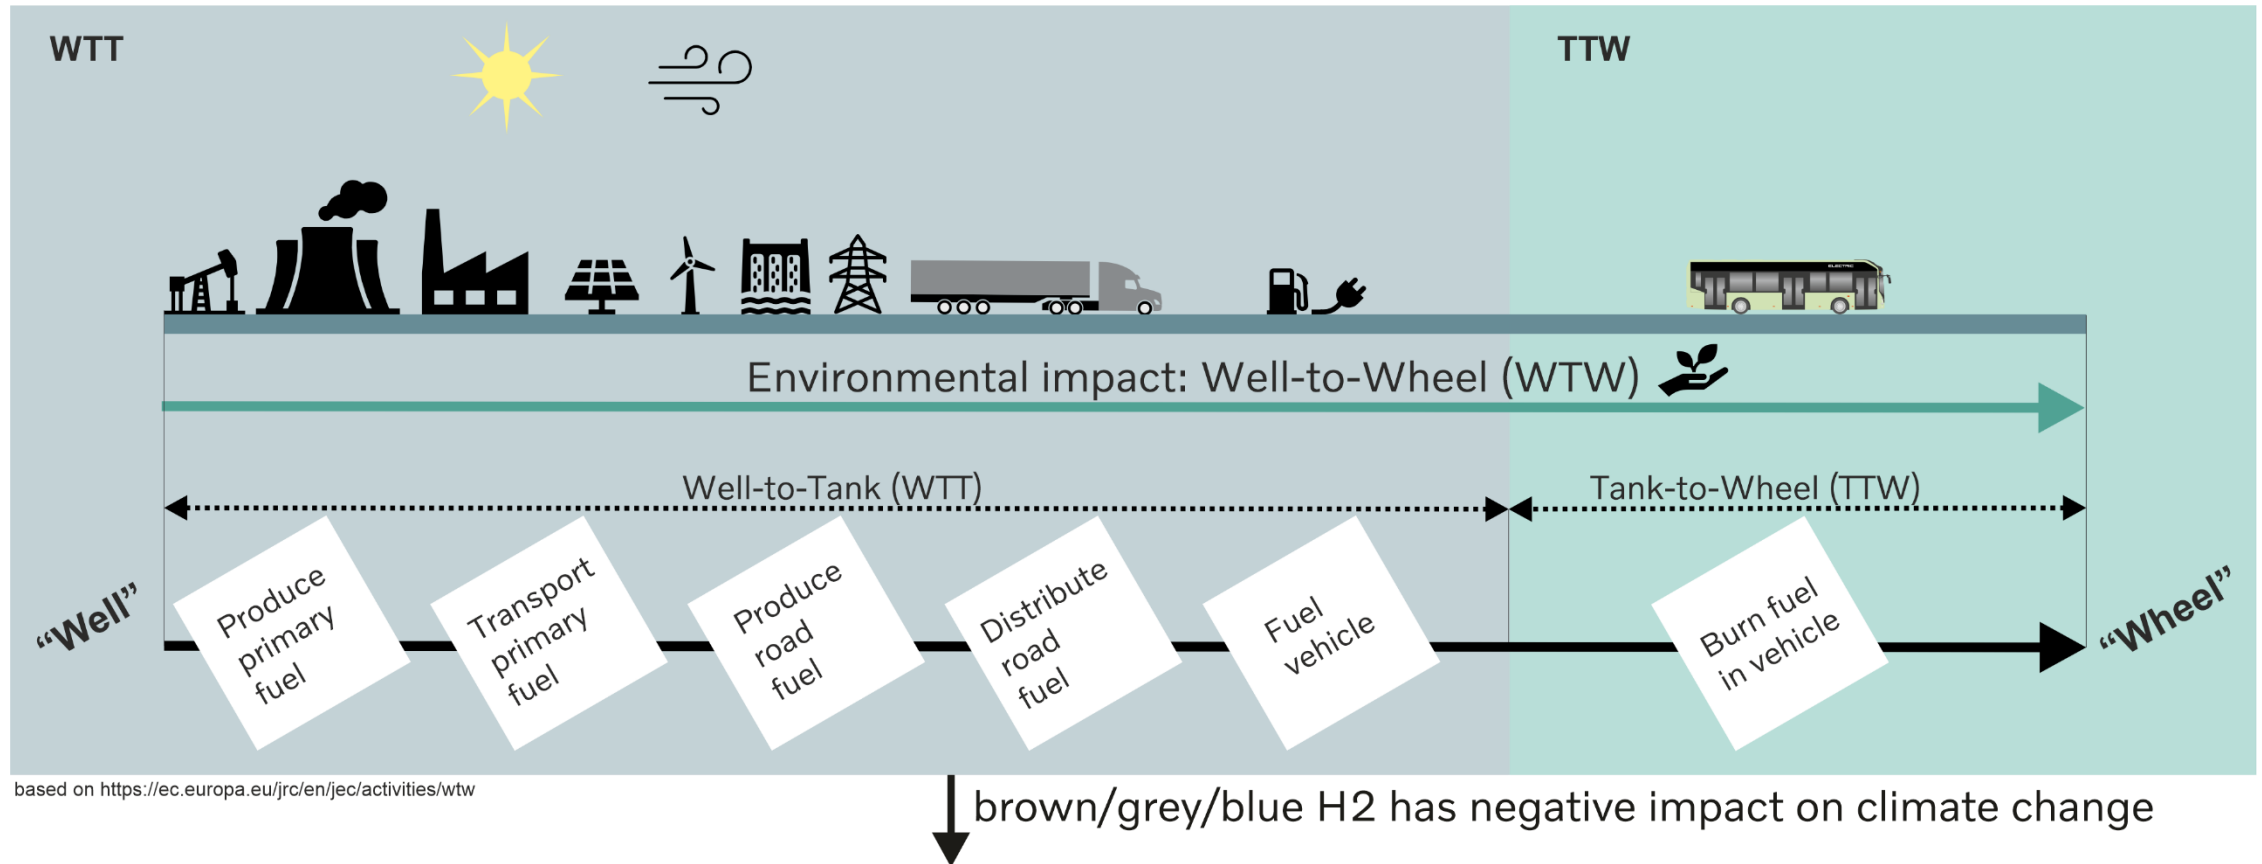 WTT
TTW
ELECTRIC
Environmental impact: Well-to-Wheel (WTW)
Well-to-Tank (WTT)
Tank-to-Wheel (TTW)
“Well”
Produce
primary
fuel
Transport
primary
fuel
Produce
road
fuel
Distribute
road
fuel
Fuel
vehicle
Burn fuel
in vehicle
“Wheel”
based on https://ec.europa.eu/jrc/en/jec/activities/wtw
brown/grey/blue H2 has negative impact on climate change